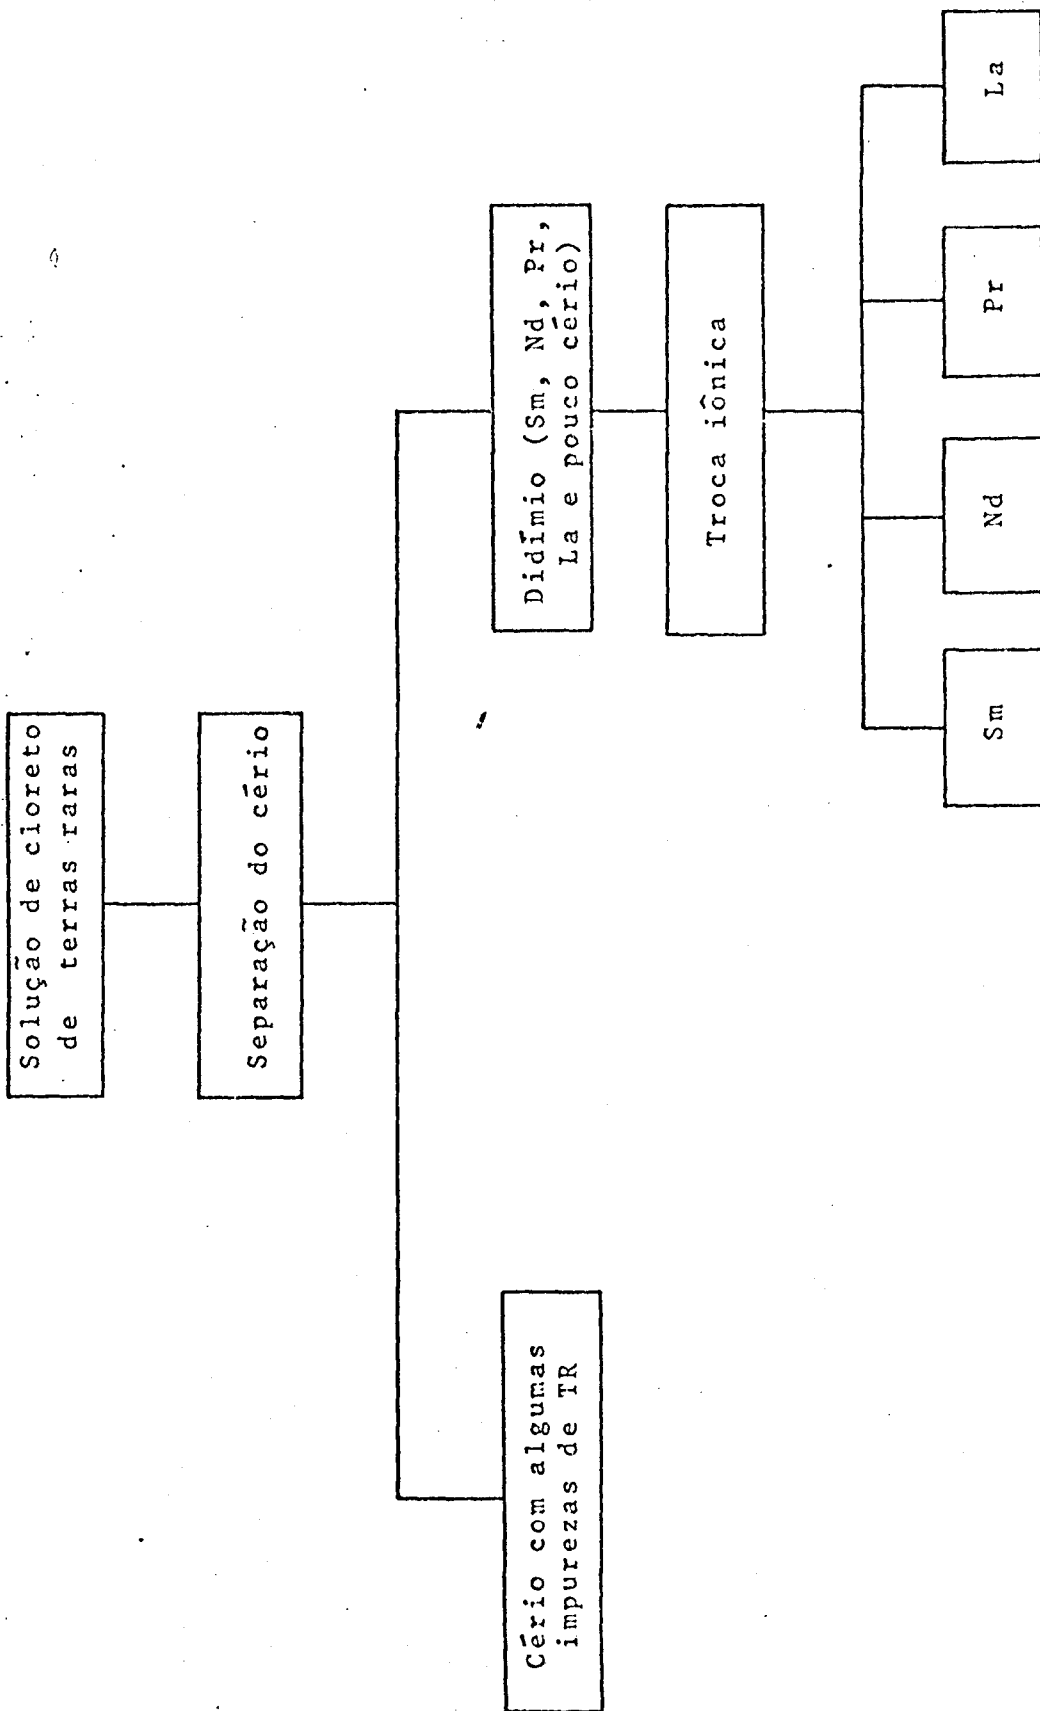 Solução de cloreto
de terras raras
Separação do cério
Cério com algumas
impurezas de TR
Didímio (Sm, Nd, Pr,
La e pouco cério)
Troca iônica
Sm
Nd
Pr
La